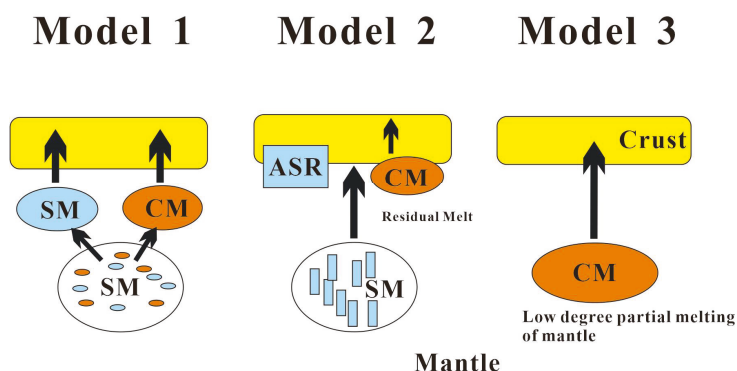 Model 1 Model 2 Model 3
Crust
ASR
CM
SM
CM
Residual Melt
SM
SM
CM
Low degree partial melting
of mantle
Mantle